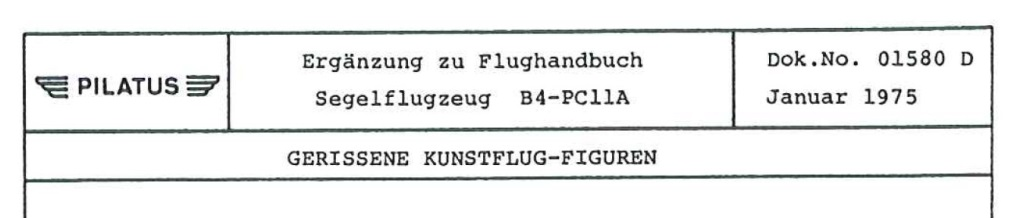 PILATUS
Ergänzung zu Flughandbuch
Segelflugzeug B4-PC11A
Dok.No. 01580 D
Januar 1975
GERISSENE KUNSTFLUG-FIGUREN